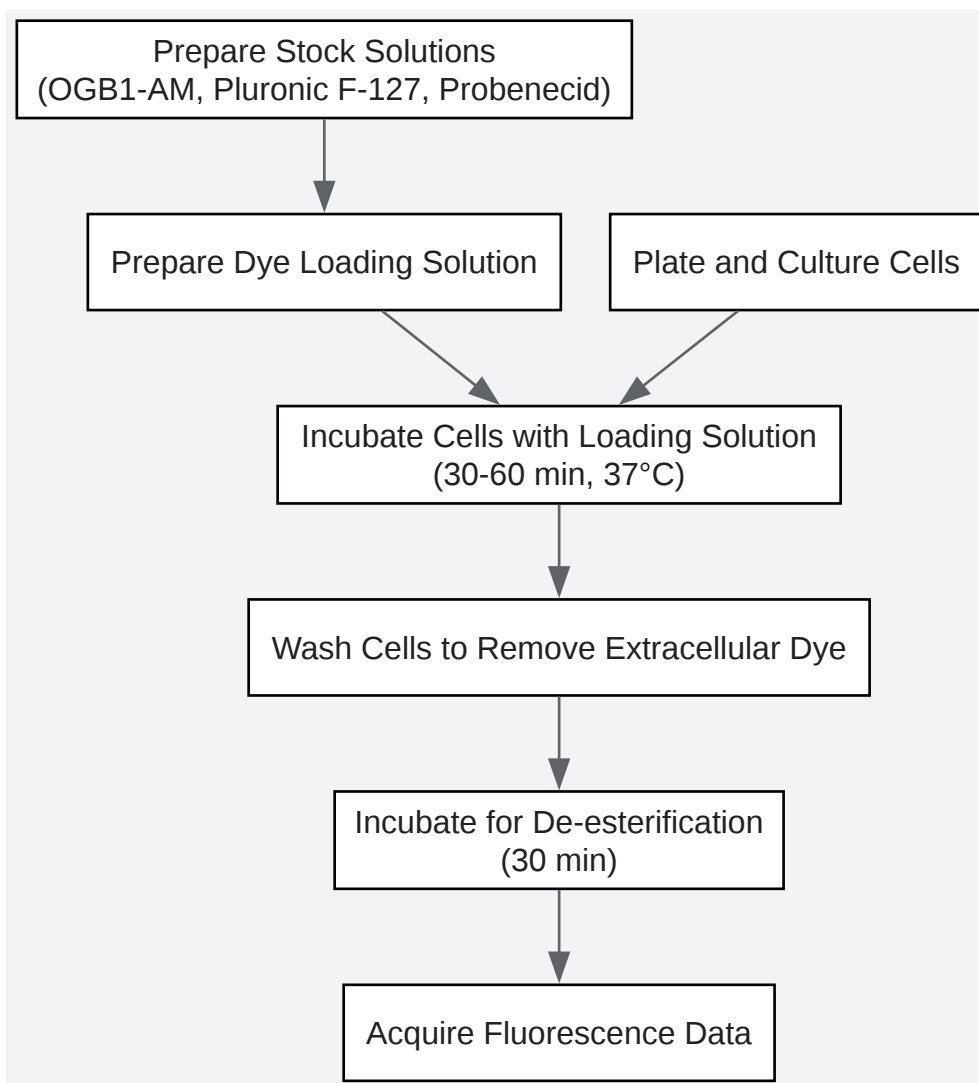 Prepare Stock Solutions
(OGB1-AM, Pluronic F-127, Probenecid)
Prepare Dye Loading Solution
Plate and Culture Cells
Incubate Cells with Loading Solution
(30-60 min, 37°C)
Wash Cells to Remove Extracellular Dye
Incubate for De-esterification
(30 min)
Acquire Fluorescence Data